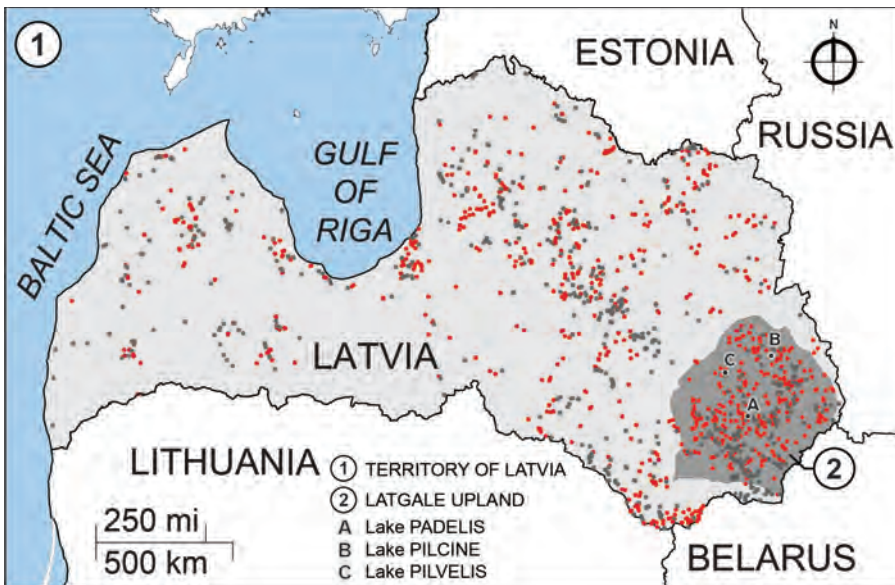 1
ESTONIA
N
RUSSIA
BALTIC SEA
GULF
OF
RIGA
LATVIA
B
C
A
LITHUANIA
1 TERRITORY OF LATVIA
2
2 LATGALE UPLAND
250 mi
500 km
A Lake PADELIS
B Lake PILCINE
C Lake PILVELIS
BELARUS